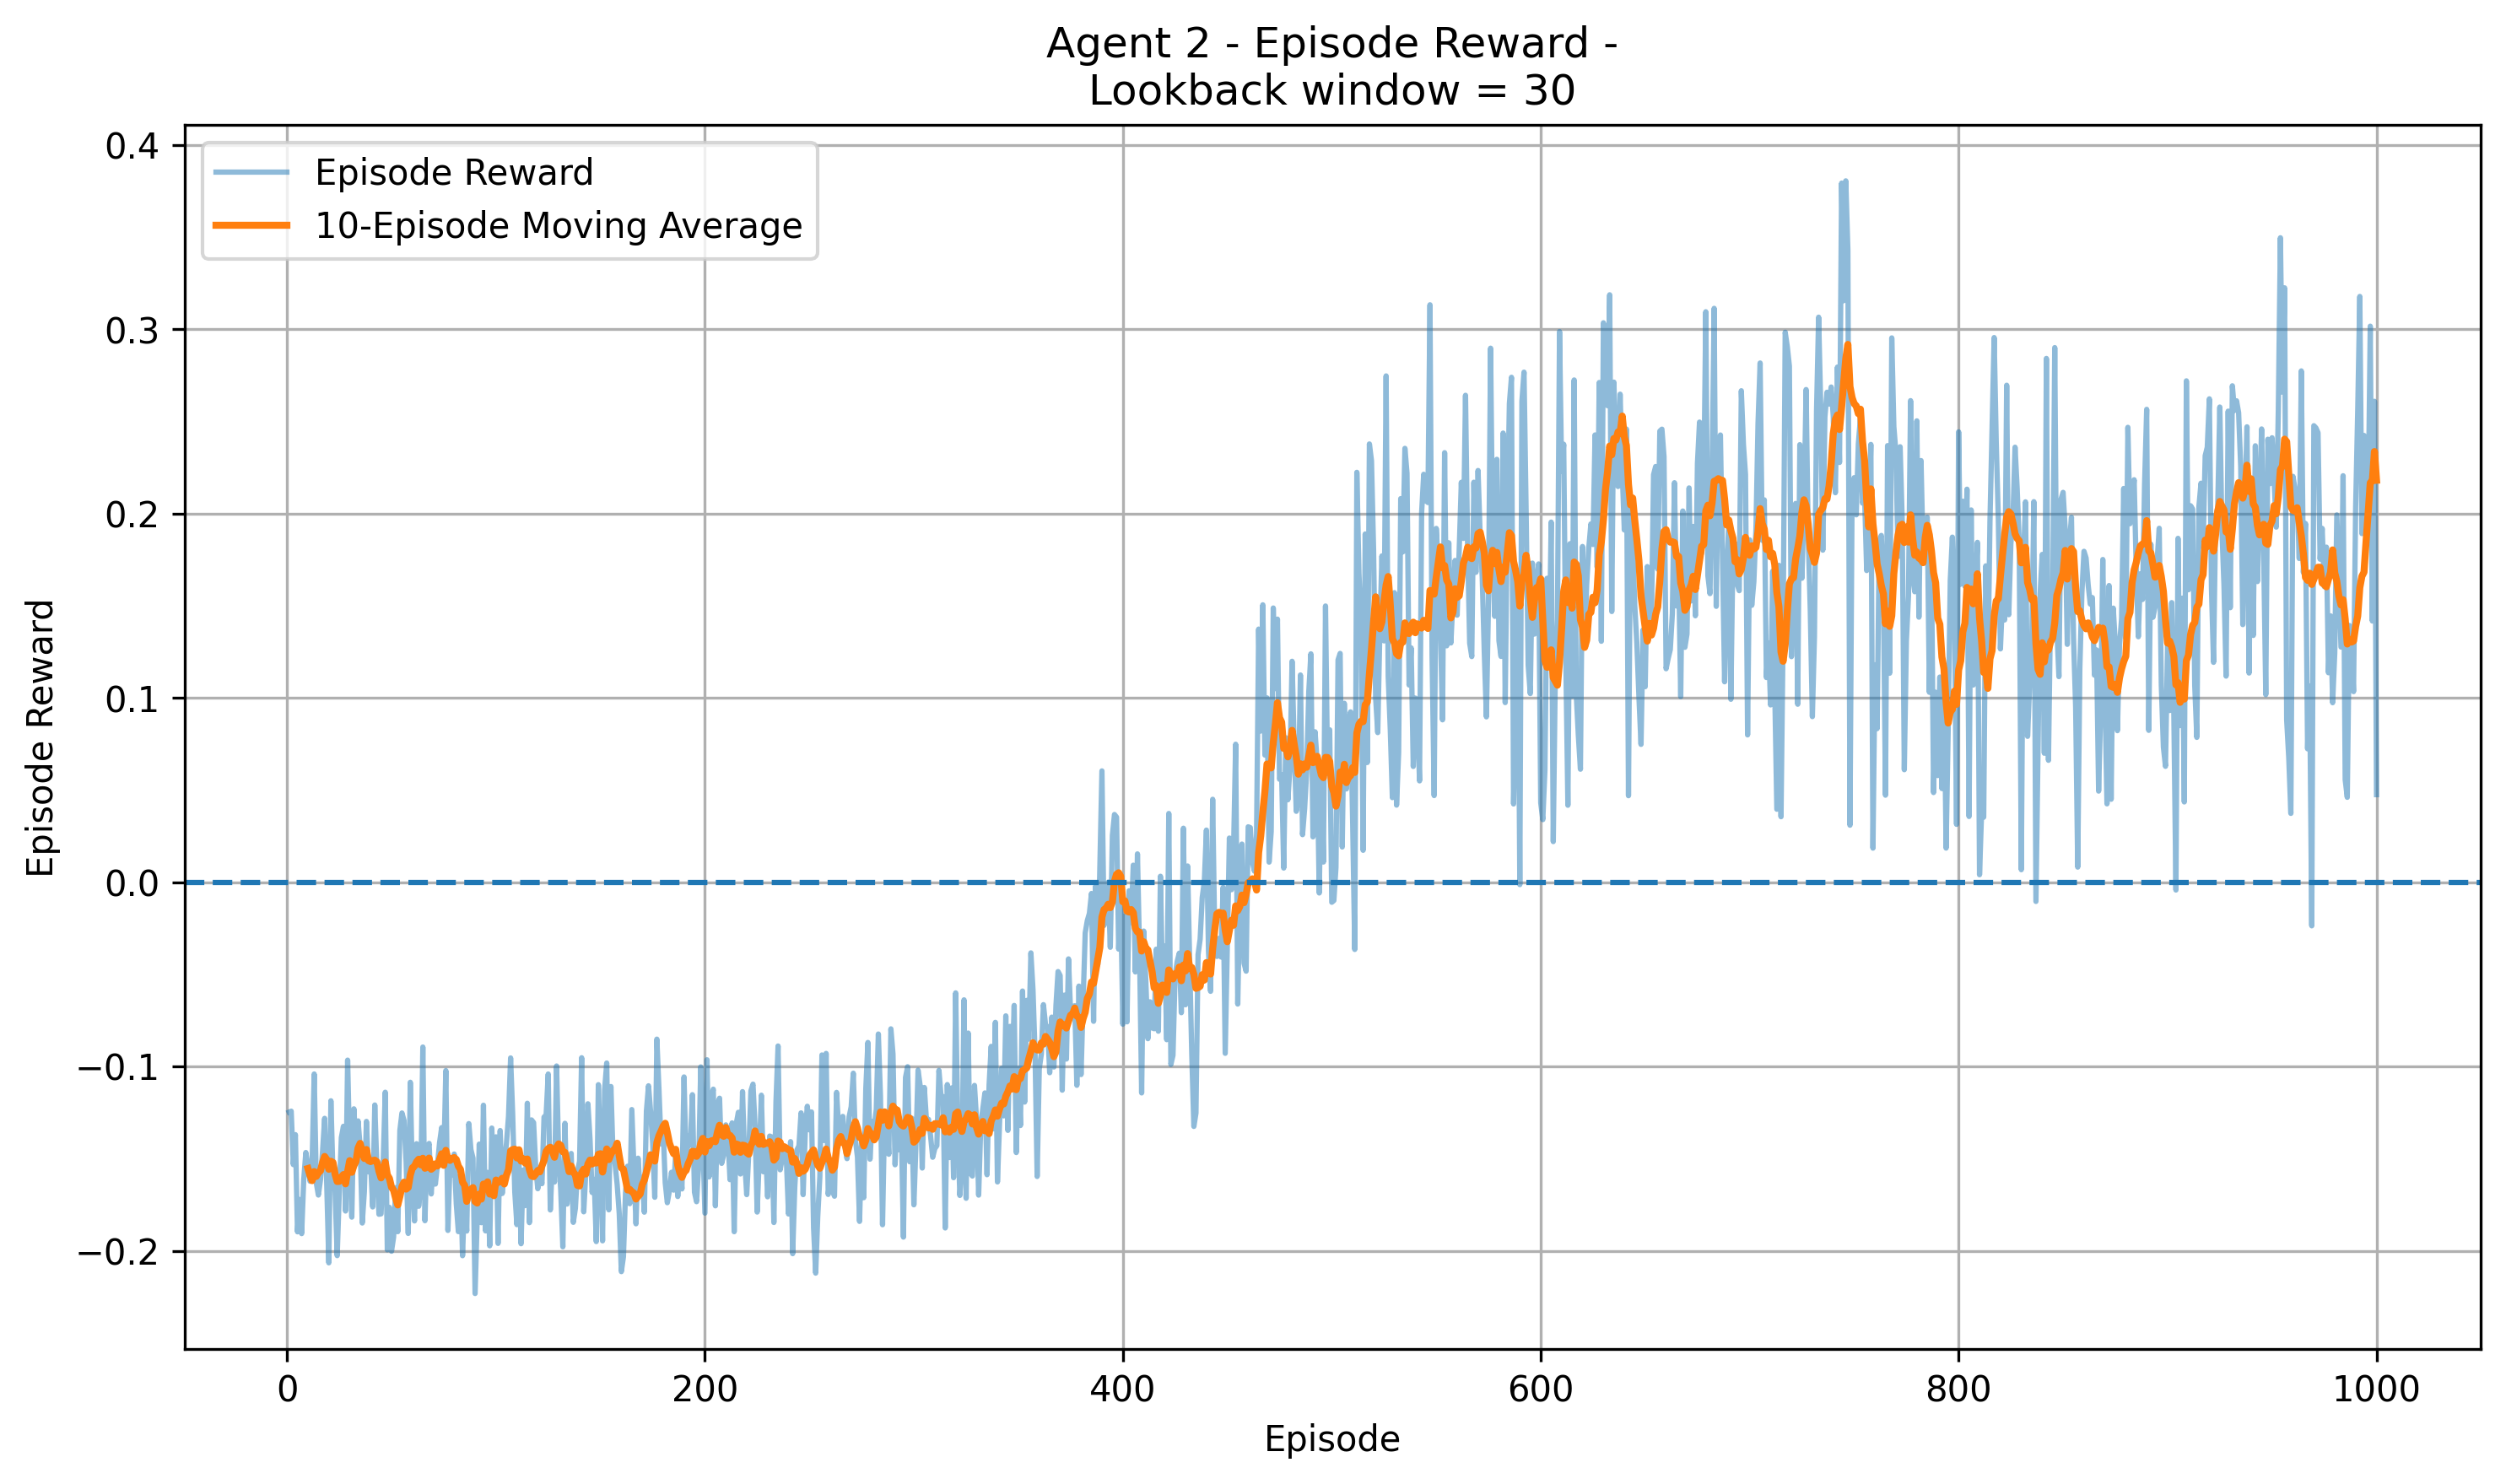 Agent 2 - Episode Reward -
Lookback window = 30
Episode Reward
10-Episode Moving Average
Episode Reward
0.4
0.3
0.2
0.1
0.0
−0.1
−0.2
0
200
400
600
800
1000
Episode